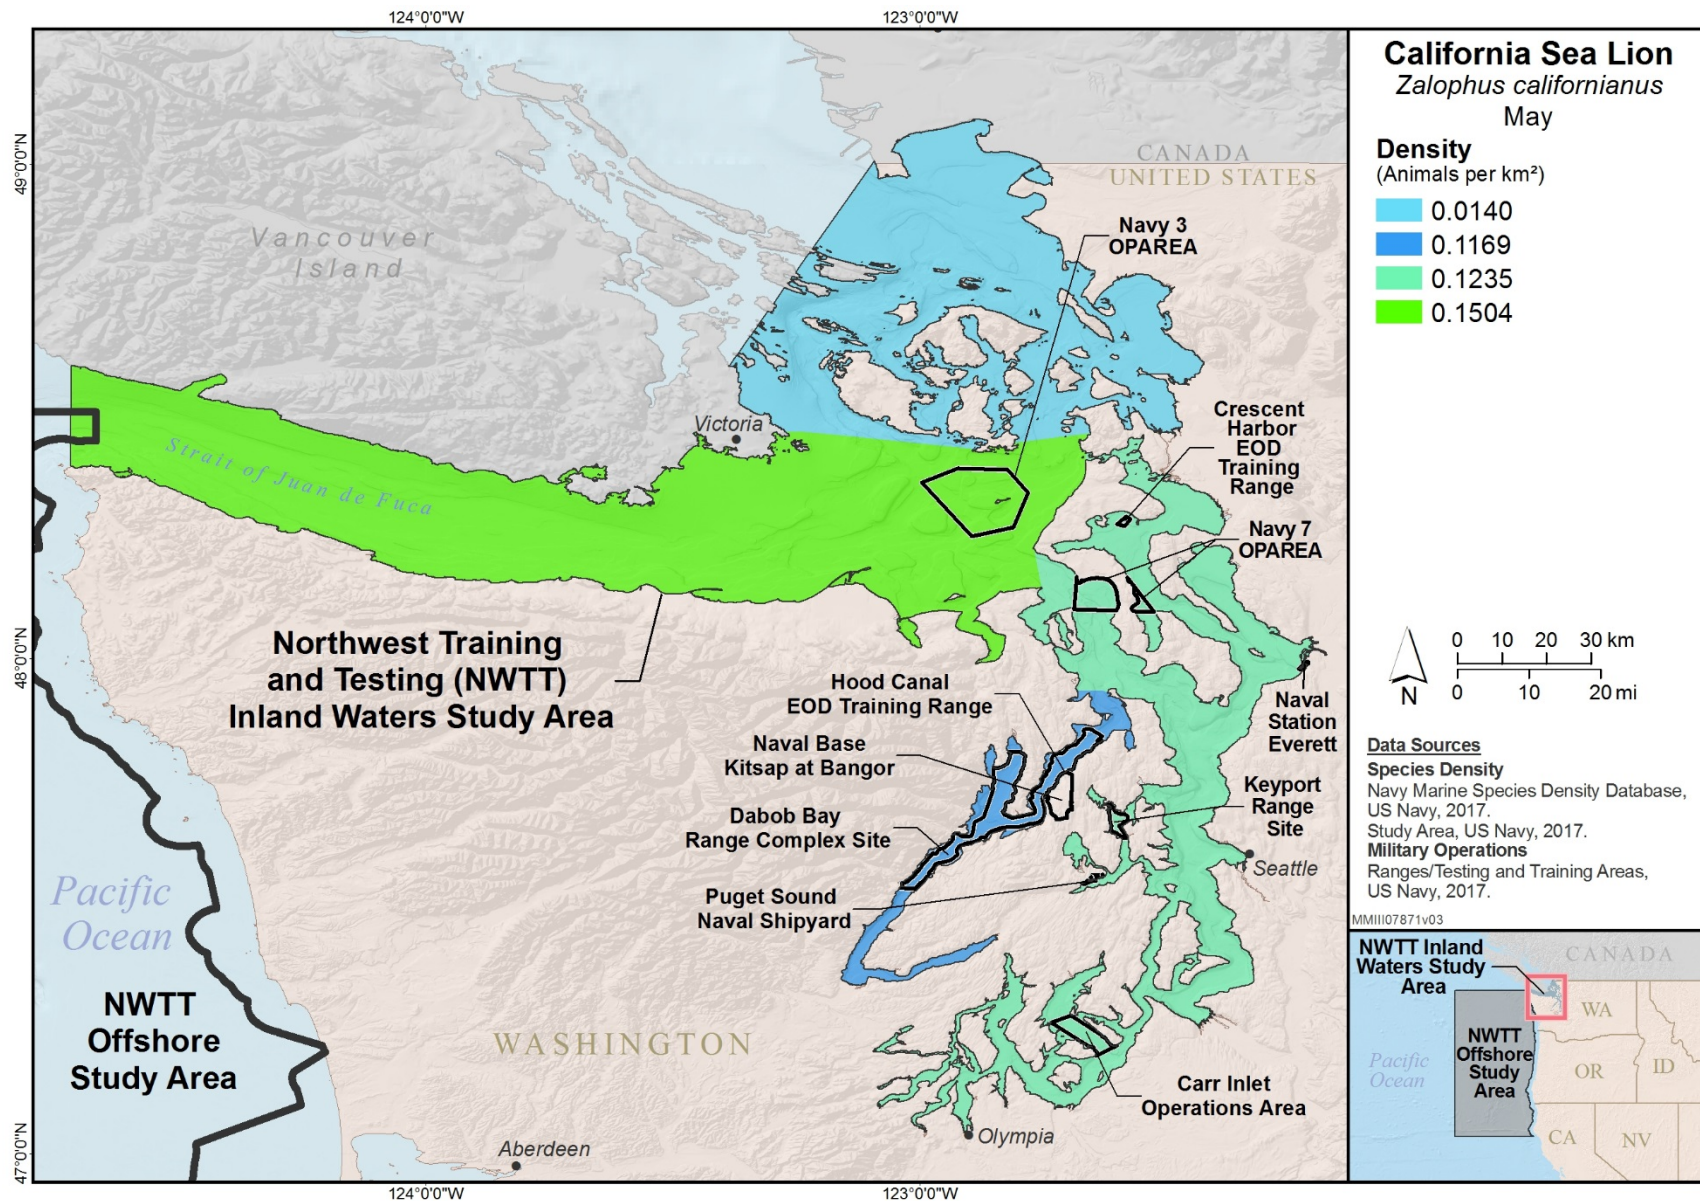 124°0'0"W
123°0'0"W
49°0'0"N
48°0'0"N
47°0'0"N
CANADA
UNITED STATES
Vancouver
Island
Navy 3
OPAREA
Victoria
Strait of Juan de Fuca
Crescent
Harbor
EOD
Training
Range
Navy 7
OPAREA
Northwest Training
and Testing (NWTT)
Inland Waters Study Area
Hood Canal
EOD Training Range
Naval
Station
Everett
Naval Base
Kitsap at Bangor
Keyport
Range
Site
Dabob Bay
Range Complex Site
Seattle
Puget Sound
Naval Shipyard
Pacific
Ocean
NWTT
Offshore
Study Area
WASHINGTON
Carr Inlet
Operations Area
Olympia
Aberdeen
124°0'0"W
123°0'0"W
California Sea Lion
Zalophus californianus
May
Density
(Animals per km²)
0.0140
0.1169
0.1235
0.1504
N
0 10 20 30 km
0 10 20 mi
Data Sources
Species Density
Navy Marine Species Density Database,
US Navy, 2017.
Study Area, US Navy, 2017.
Military Operations
Ranges/Testing and Training Areas,
US Navy, 2017.
MMIII07871v03
NWTT Inland
Waters Study
Area
CANADA
WA
NWTT
Offshore
Study
Area
Pacific
Ocean
OR
ID
CA
NV